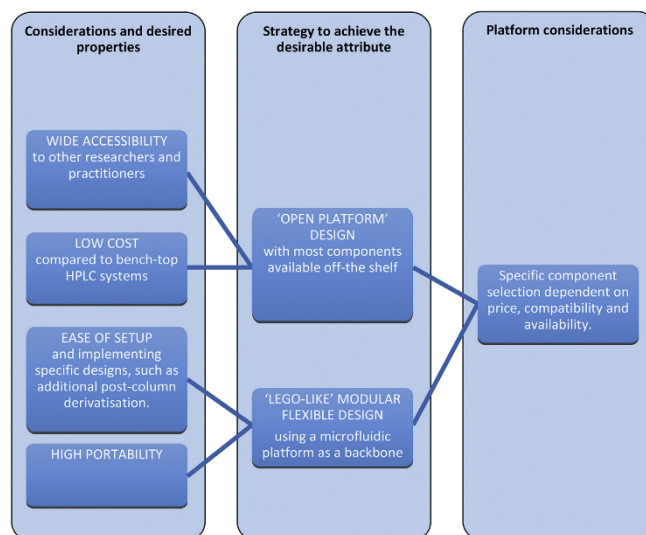 Considerations and desired
properties
WIDE ACCESSIBILITY
to other researchers and
practitioners
LOW COST
compared to bench-top
HPLC systems
EASE OF SETUP
and implementing
specific designs, such as
additional post-column
derivatisation.
HIGH PORTABILITY
Strategy to achieve the
desirable attribute
‘OPEN PLATFORM’
DESIGN
with most components
available off-the shelf
‘LEGO-LIKE’ MODULAR
FLEXIBLE DESIGN
using a microfluidic
platform as a backbone
Platform considerations
Specific component
selection dependent on
price, compatibility and
availability.